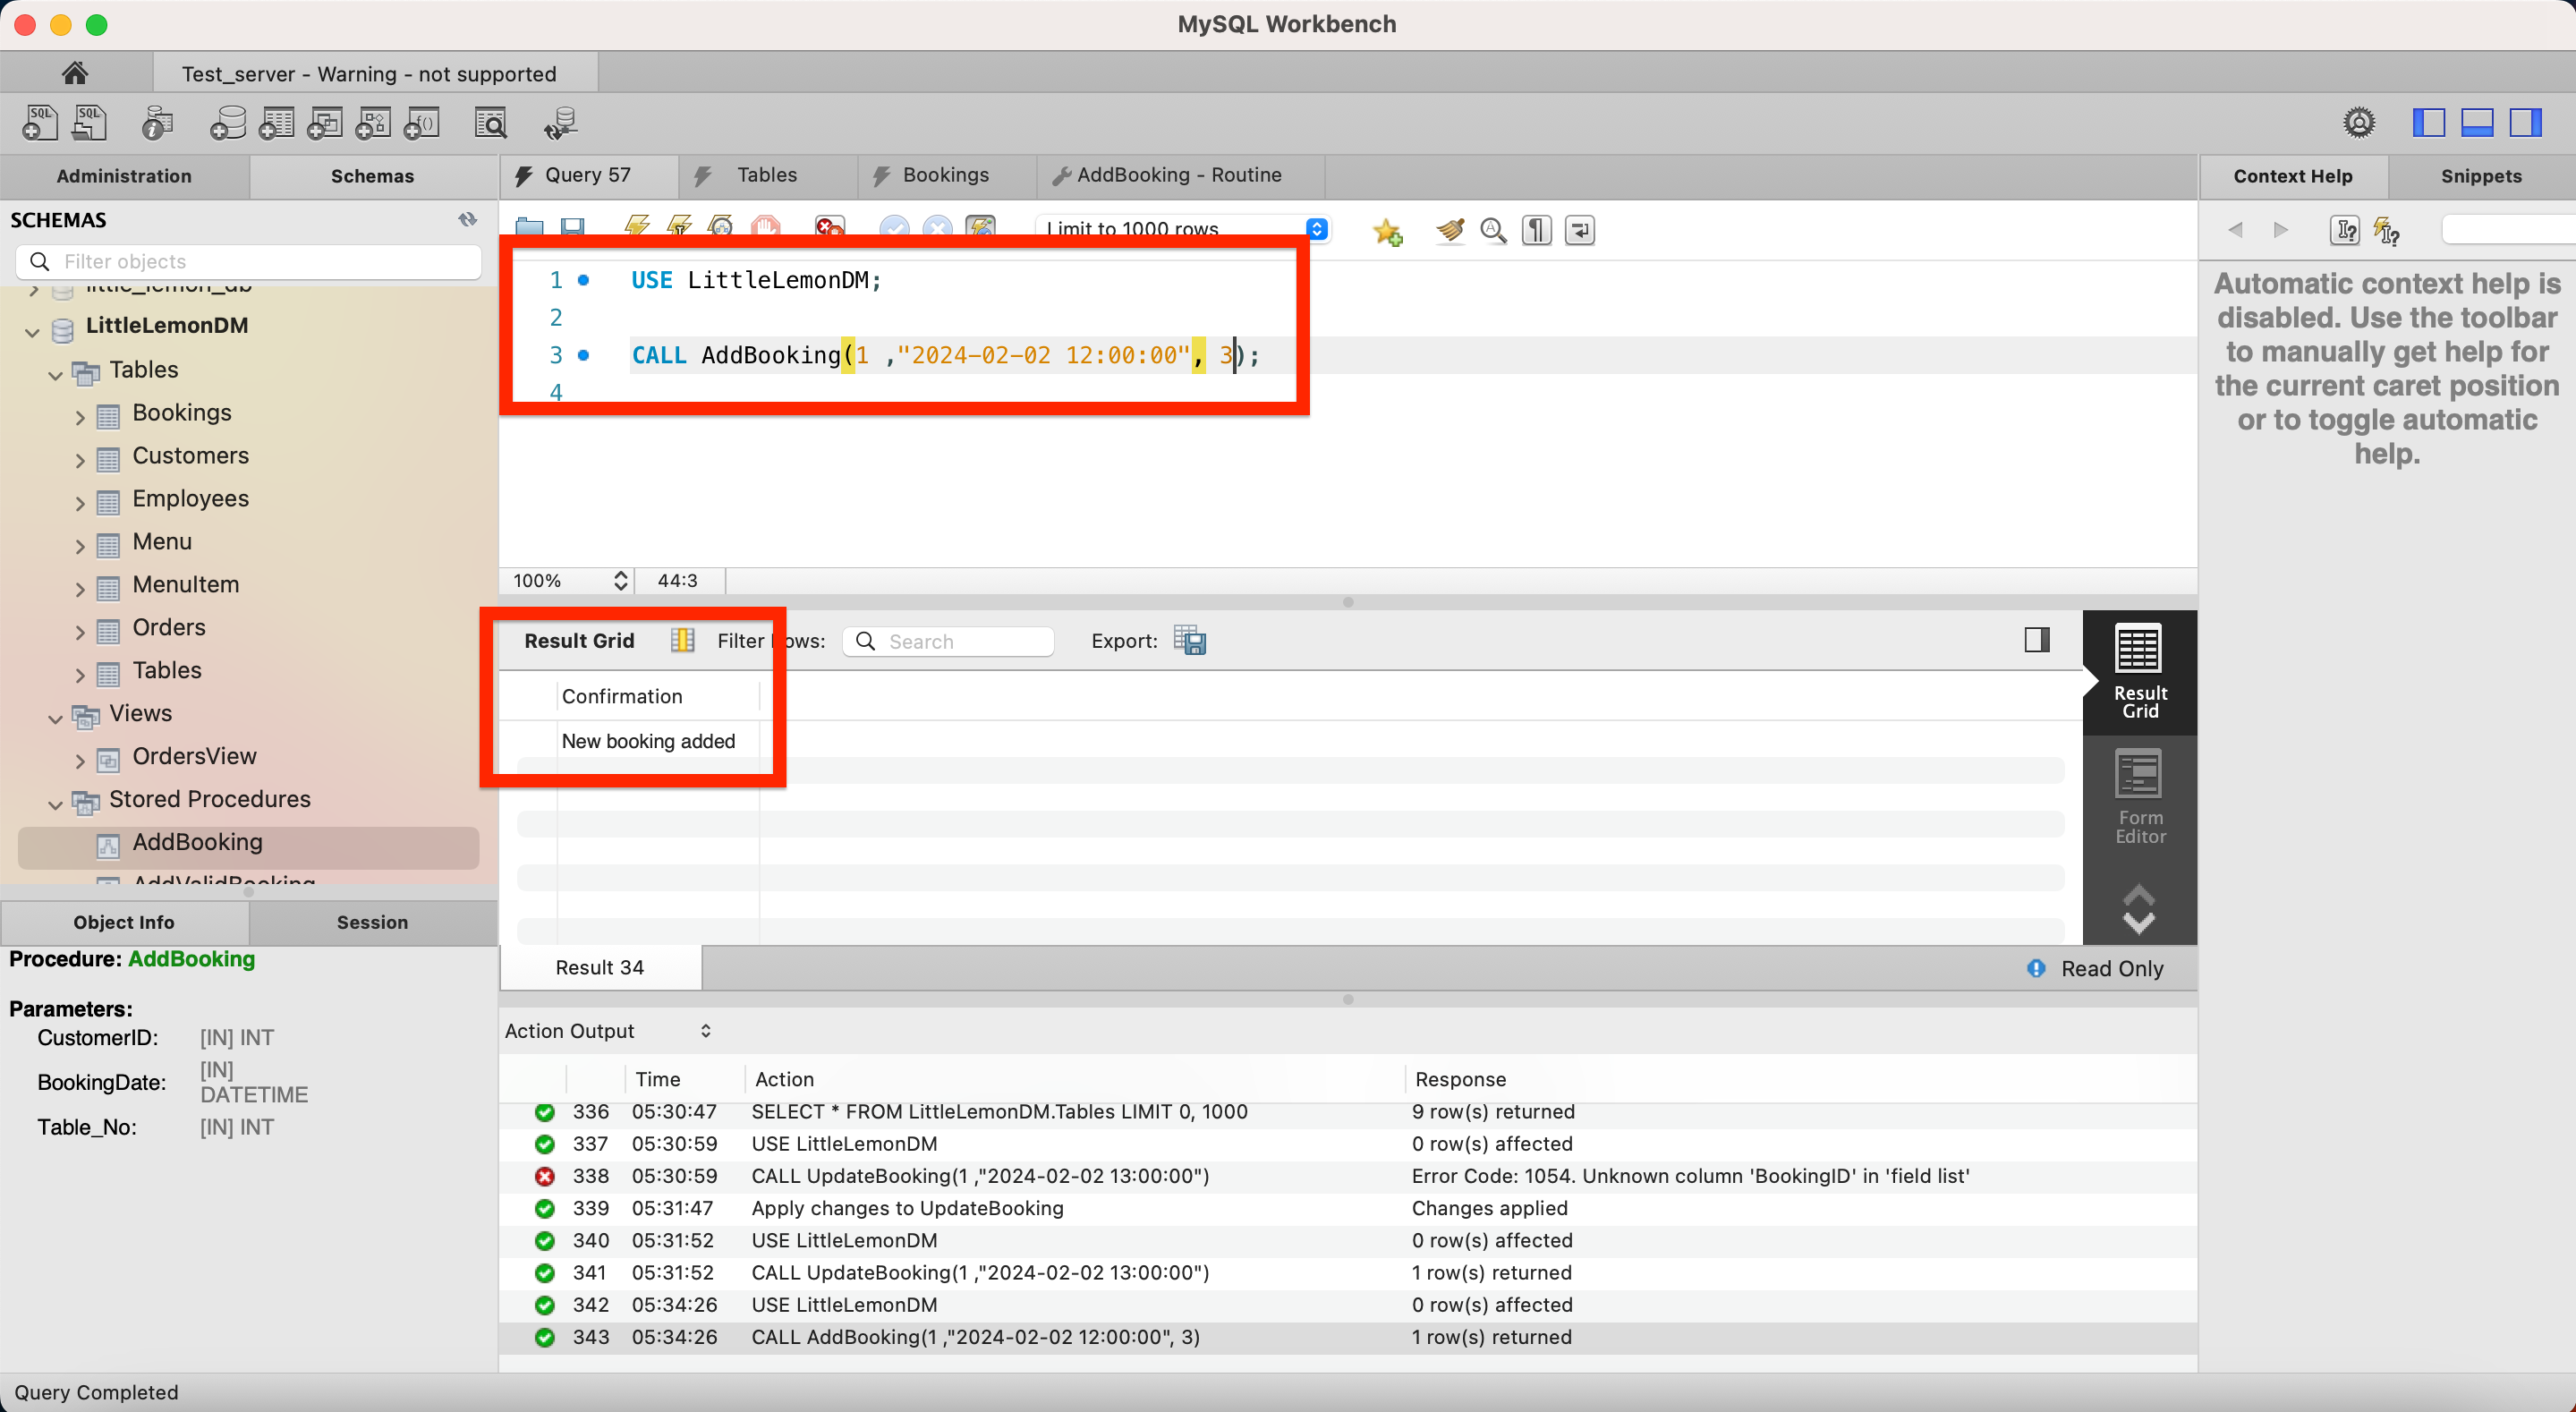 MySQL Workbench
Test_server - Warning - not supported
SQL SQL
Administration Schemas
Query 57 Tables Bookings AddBooking - Routine
Context Help Snippets
SCHEMAS
Filter objects
Limit to 1000 rows
little_lemon_db
LittleLemonDM
Tables
Bookings
Customers
Employees
Menu
MenuItem
Orders
Tables
Views
OrdersView
Stored Procedures
AddBooking
AddValidBooking
1 USE LittleLemonDM;
2
3 CALL AddBooking(1 ,"2024-02-02 12:00:00", 3);
4
100% 44:3
Automatic context help is
disabled. Use the toolbar
to manually get help for
the current caret position
or to toggle automatic
help.
Result Grid Filter Rows: Search Export:
Confirmation
New booking added
Result
Grid
Form
Editor
Result 34
Read Only
Object Info Session
Procedure: AddBooking
Parameters:
CustomerID: [IN] INT
BookingDate: [IN]
DATETIME
Table_No: [IN] INT
Action Output
Time Action Response
336 05:30:47 SELECT * FROM LittleLemonDM.Tables LIMIT 0, 1000 9 row(s) returned
337 05:30:59 USE LittleLemonDM 0 row(s) affected
338 05:30:59 CALL UpdateBooking(1 ,"2024-02-02 13:00:00") Error Code: 1054. Unknown column 'BookingID' in 'field list'
339 05:31:47 Apply changes to UpdateBooking Changes applied
340 05:31:52 USE LittleLemonDM 0 row(s) affected
341 05:31:52 CALL UpdateBooking(1 ,"2024-02-02 13:00:00") 1 row(s) returned
342 05:34:26 USE LittleLemonDM 0 row(s) affected
343 05:34:26 CALL AddBooking(1 ,"2024-02-02 12:00:00", 3) 1 row(s) returned
Query Completed